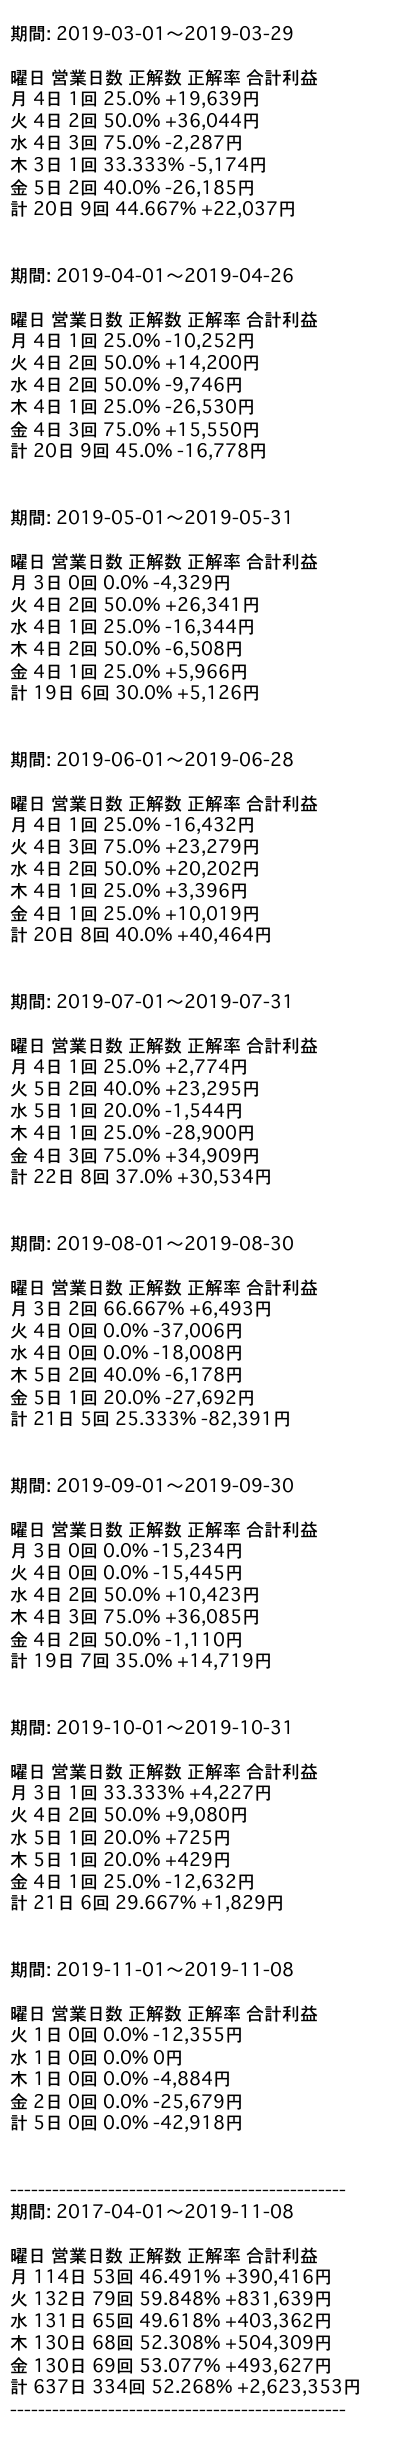 期間: 2019-03-01〜2019-03-29
曜日 営業日数 正解数 正解率 合計利益
月 4日 1回 25.0% +19,639円
火 4日 2回 50.0% +36,044円
水 4日 3回 75.0% -2,287円
木 3日 1回 33.333% -5,174円
金 5日 2回 40.0% -26,185円
計 20日 9回 44.667% +22,037円
期間: 2019-04-01〜2019-04-26
曜日 営業日数 正解数 正解率 合計利益
月 4日 1回 25.0% -10,252円
火 4日 2回 50.0% +14,200円
水 4日 2回 50.0% -9,746円
木 4日 1回 25.0% -26,530円
金 4日 3回 75.0% +15,550円
計 20日 9回 45.0% -16,778円
期間: 2019-05-01〜2019-05-31
曜日 営業日数 正解数 正解率 合計利益
月 3日 0回 0.0% -4,329円
火 4日 2回 50.0% +26,341円
水 4日 1回 25.0% -16,344円
木 4日 2回 50.0% -6,508円
金 4日 1回 25.0% +5,966円
計 19日 6回 30.0% +5,126円
期間: 2019-06-01〜2019-06-28
曜日 営業日数 正解数 正解率 合計利益
月 4日 1回 25.0% -16,432円
火 4日 3回 75.0% +23,279円
水 4日 2回 50.0% +20,202円
木 4日 1回 25.0% +3,396円
金 4日 1回 25.0% +10,019円
計 20日 8回 40.0% +40,464円
期間: 2019-07-01〜2019-07-31
曜日 営業日数 正解数 正解率 合計利益
月 4日 1回 25.0% +2,774円
火 5日 2回 40.0% +23,295円
水 5日 1回 20.0% -1,544円
木 4日 1回 25.0% -28,900円
金 4日 3回 75.0% +34,909円
計 22日 8回 37.0% +30,534円
期間: 2019-08-01〜2019-08-30
曜日 営業日数 正解数 正解率 合計利益
月 3日 2回 66.667% +6,493円
火 4日 0回 0.0% -37,006円
水 4日 0回 0.0% -18,008円
木 5日 2回 40.0% -6,178円
金 5日 1回 20.0% -27,692円
計 21日 5回 25.333% -82,391円
期間: 2019-09-01〜2019-09-30
曜日 営業日数 正解数 正解率 合計利益
月 3日 0回 0.0% -15,234円
火 4日 0回 0.0% -15,445円
水 4日 2回 50.0% +10,423円
木 4日 3回 75.0% +36,085円
金 4日 2回 50.0% -1,110円
計 19日 7回 35.0% +14,719円
期間: 2019-10-01〜2019-10-31
曜日 営業日数 正解数 正解率 合計利益
月 3日 1回 33.333% +4,227円
火 4日 2回 50.0% +9,080円
水 5日 1回 20.0% +725円
木 5日 1回 20.0% +429円
金 4日 1回 25.0% -12,632円
計 21日 6回 29.667% +1,829円
期間: 2019-11-01〜2019-11-08
曜日 営業日数 正解数 正解率 合計利益
火 1日 0回 0.0% -12,355円
水 1日 0回 0.0% 0円
木 1日 0回 0.0% -4,884円
金 2日 0回 0.0% -25,679円
計 5日 0回 0.0% -42,918円
------------------------------------------------
期間: 2017-04-01〜2019-11-08
曜日 営業日数 正解数 正解率 合計利益
月 114日 53回 46.491% +390,416円
火 132日 79回 59.848% +831,639円
水 131日 65回 49.618% +403,362円
木 130日 68回 52.308% +504,309円
金 130日 69回 53.077% +493,627円
計 637日 334回 52.268% +2,623,353円
------------------------------------------------